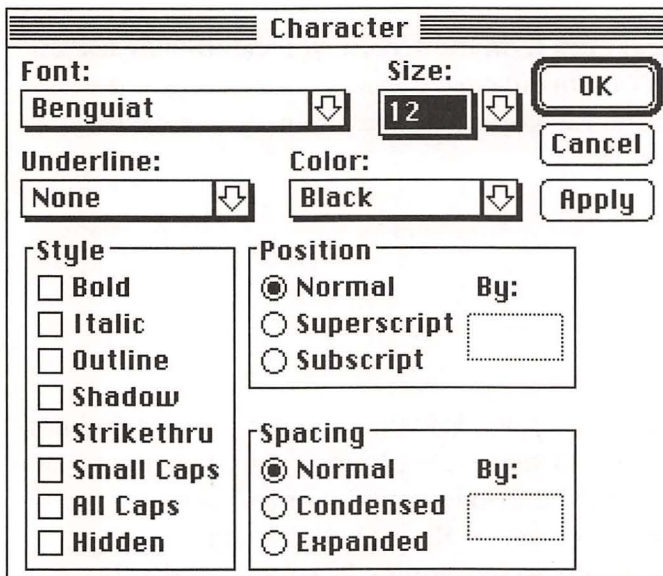 Character
Font:
Size:
Benguiat
12
OK
Cancel
Underline:
Color:
None
Black
Apply
Style
Bold
Italic
Outline
Shadow
Strikethru
Small Caps
All Caps
Hidden
Position
Normal
By:
Superscript
Subscript
Spacing
Normal
By:
Condensed
Expanded